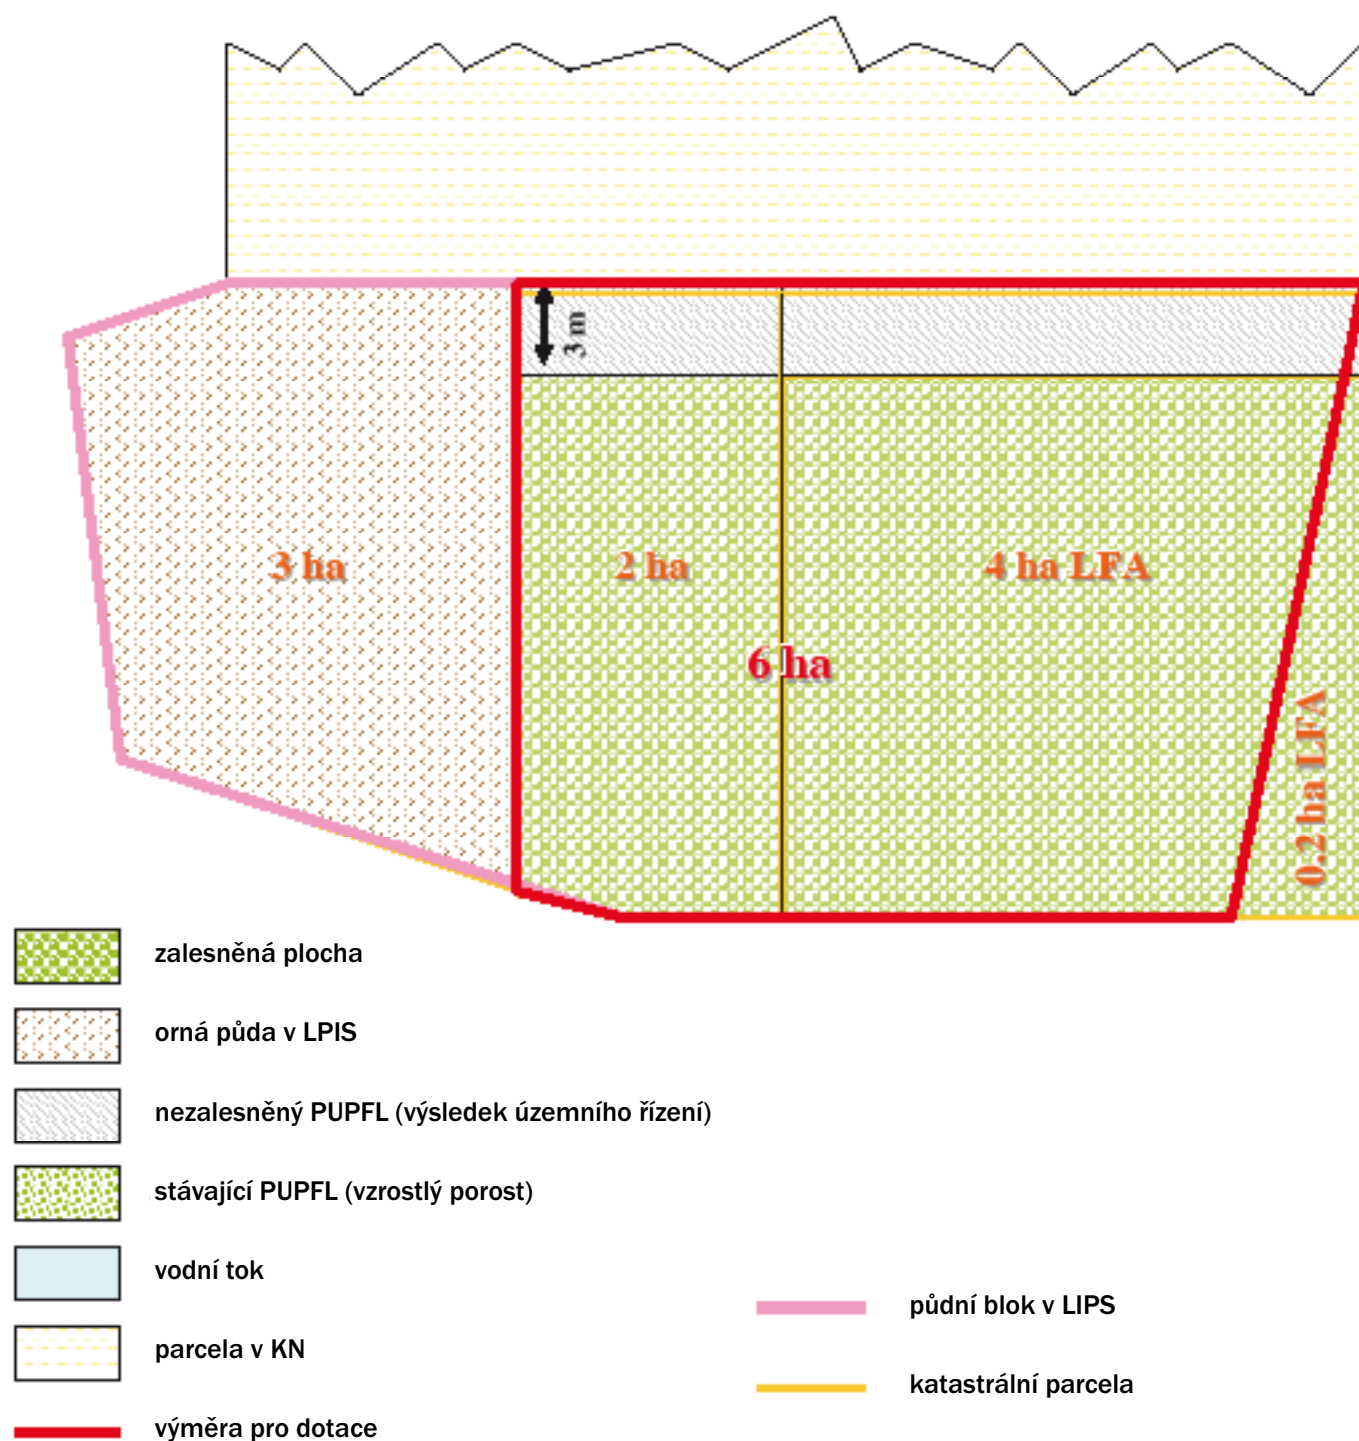 3 m
3 ha
2 ha
4 ha LFA
6 ha
0.2 ha LFA
zalesněná plocha
orná půda v LPIS
nezalesněný PUPFL (výsledek územního řízení)
stávající PUPFL (vzrostlý porost)
vodní tok
parcela v KN
výměra pro dotace
půdní blok v LIPS
katastrální parcela